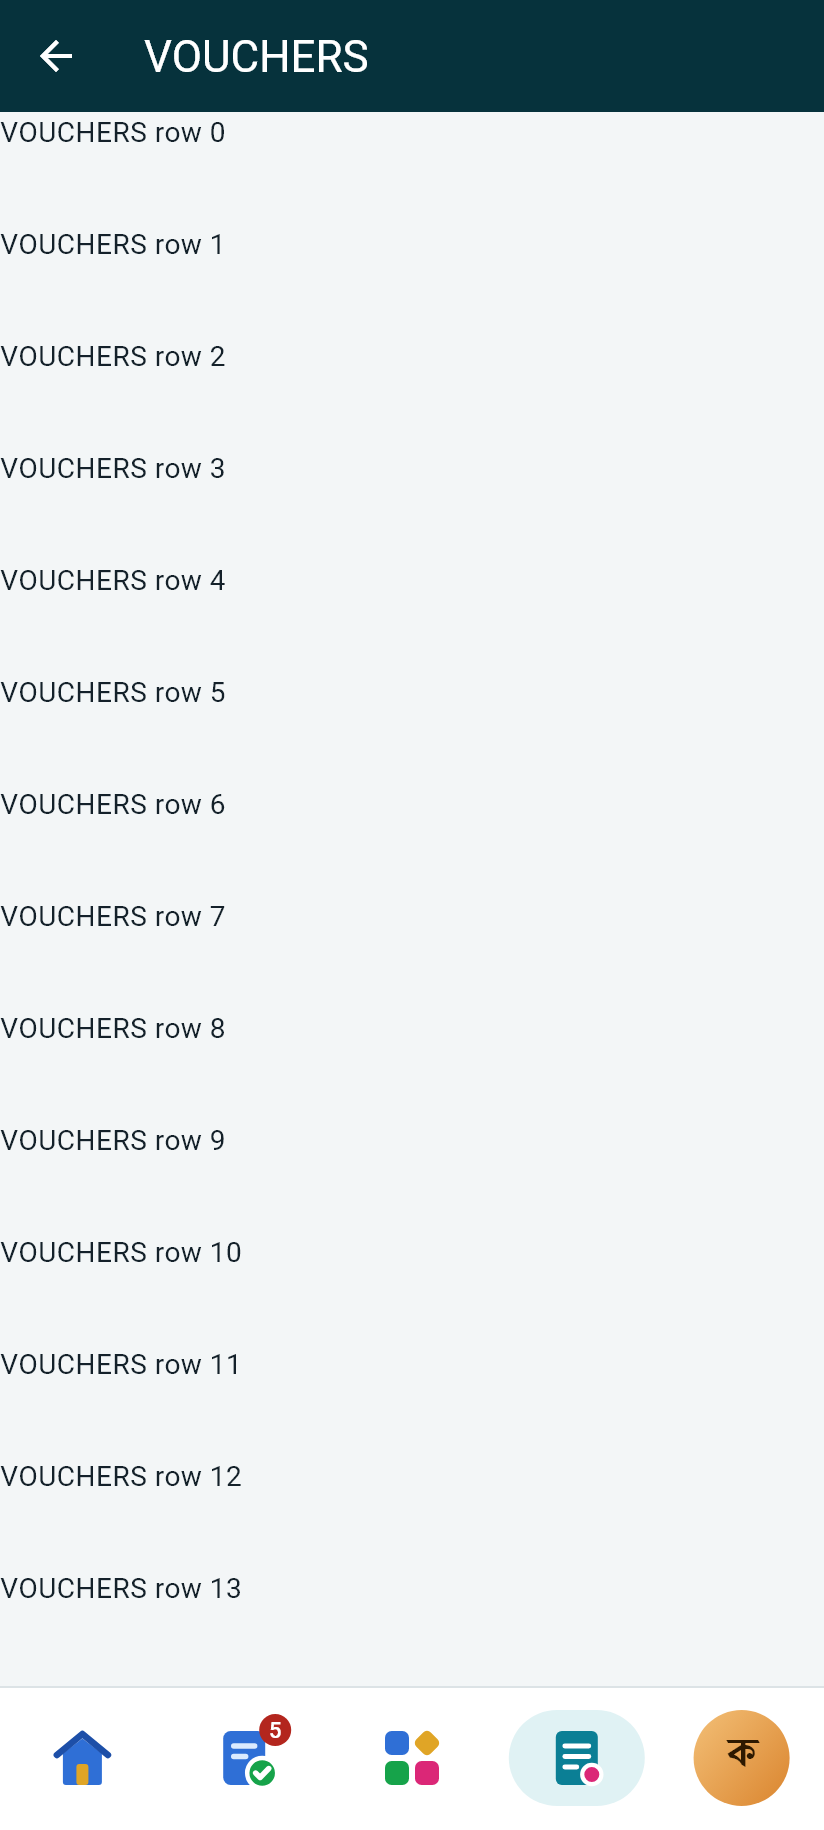 VOUCHERS
VOUCHERS row 0
VOUCHERS row 1
VOUCHERS row 2
VOUCHERS row 3
VOUCHERS row 4
VOUCHERS row 5
VOUCHERS row 6
VOUCHERS row 7
VOUCHERS row 8
VOUCHERS row 9
VOUCHERS row 10
VOUCHERS row 11
VOUCHERS row 12
VOUCHERS row 13
5
ক